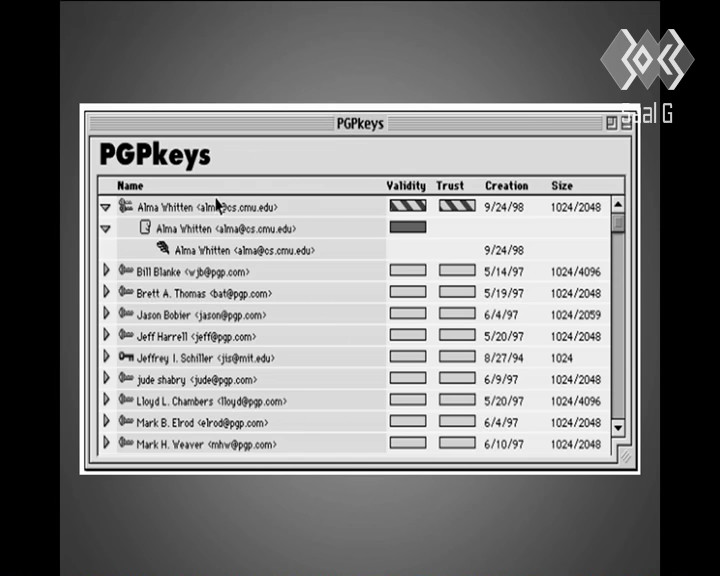 SOCS
Saal G
PGPkeys
PGPkeys
Name Validity Trust Creation Size
Alma Whitten <alma@cs.cmu.edu> 9/24/98 1024/2048
Alma Whitten <alma@cs.cmu.edu>
Alma Whitten <alma@cs.cmu.edu> 9/24/98
Bill Blanke <wjb@pgp.com> 5/14/97 1024/4096
Brett A. Thomas <bat@pgp.com> 5/19/97 1024/2048
Jason Bobier <jason@pgp.com> 6/4/97 1024/2059
Jeff Harrell <jeff@pgp.com> 5/20/97 1024/2048
Jeffrey I. Schiller <jis@mit.edu> 8/27/94 1024
jude shabry <jude@pgp.com> 6/9/97 1024/2048
Lloyd L. Chambers <lloyd@pgp.com> 5/20/97 1024/4096
Mark B. Elrod <elrod@pgp.com> 6/4/97 1024/2048
Mark H. Weaver <mhw@pgp.com> 6/10/97 1024/2048